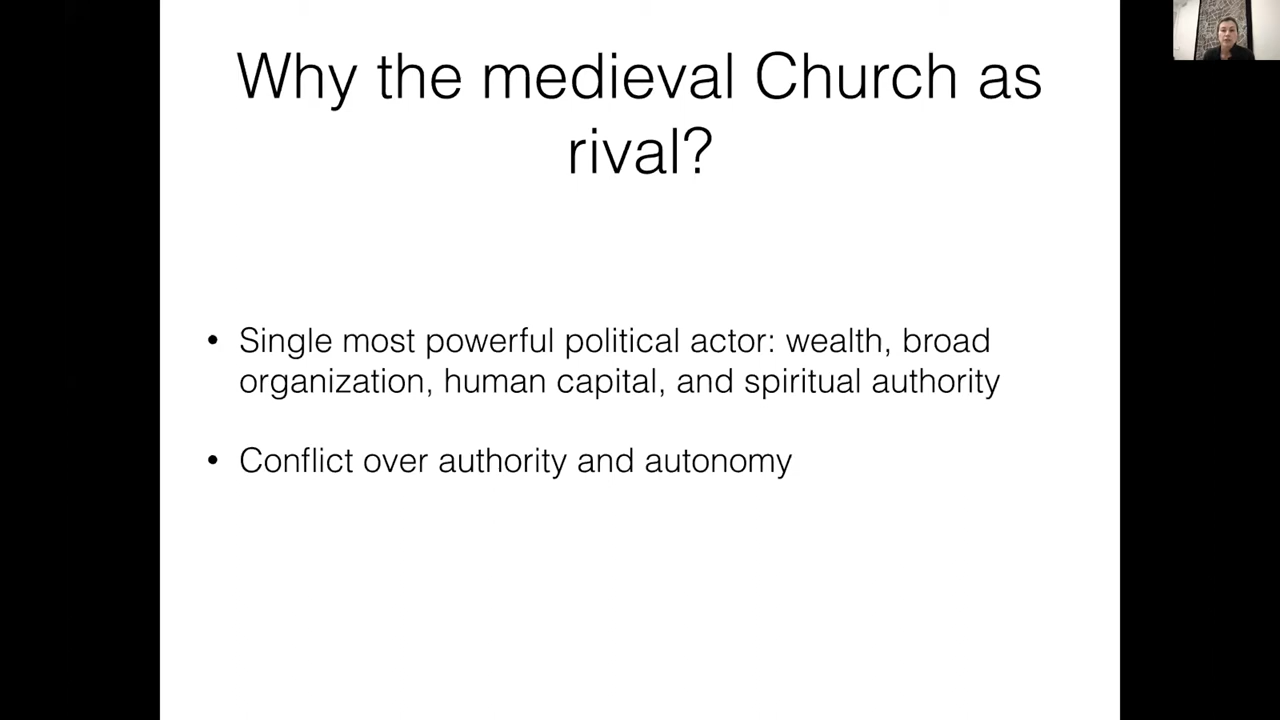 Why the medieval Church as
rival?
• Single most powerful political actor: wealth, broad
organization, human capital, and spiritual authority
• Conflict over authority and autonomy